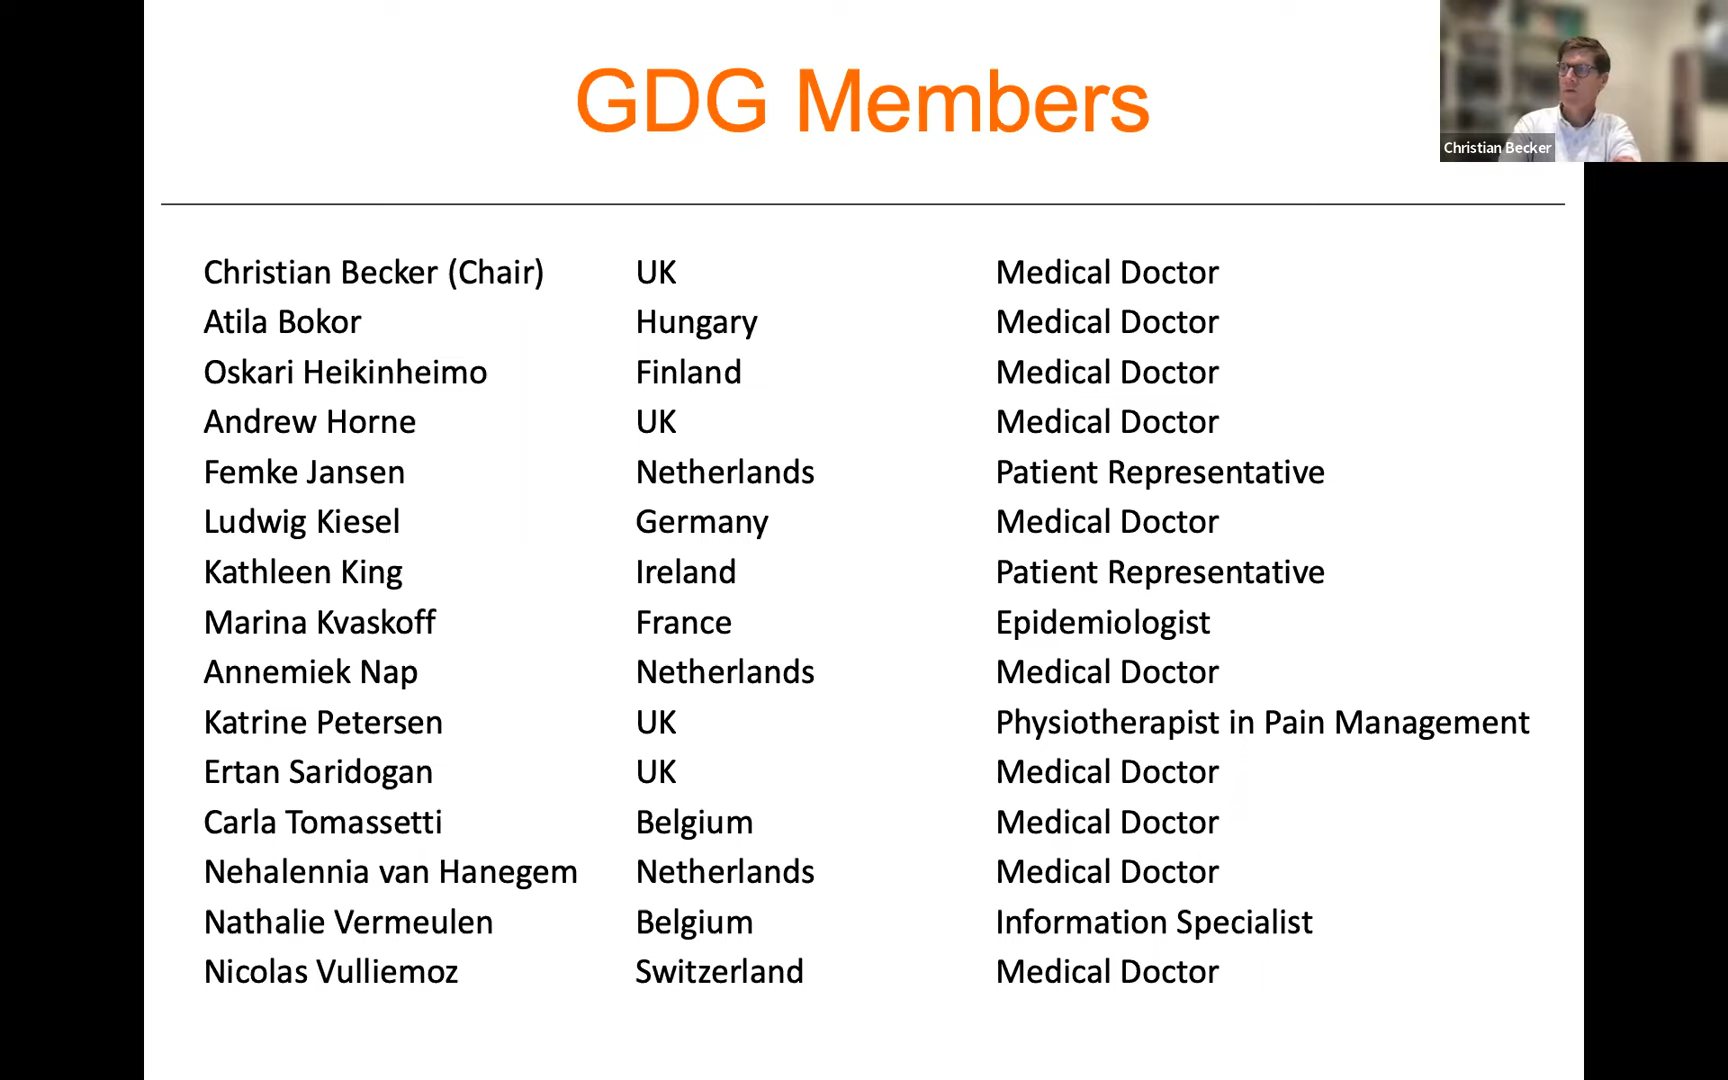 GDG Members
Christian Becker
Christian Becker (Chair) UK Medical Doctor
Atila Bokor Hungary Medical Doctor
Oskari Heikinheimo Finland Medical Doctor
Andrew Horne UK Medical Doctor
Femke Jansen Netherlands Patient Representative
Ludwig Kiesel Germany Medical Doctor
Kathleen King Ireland Patient Representative
Marina Kvaskoff France Epidemiologist
Annemiek Nap Netherlands Medical Doctor
Katrine Petersen UK Physiotherapist in Pain Management
Ertan Saridogan UK Medical Doctor
Carla Tomassetti Belgium Medical Doctor
Nehalennia van Hanegem Netherlands Medical Doctor
Nathalie Vermeulen Belgium Information Specialist
Nicolas Vulliemoz Switzerland Medical Doctor